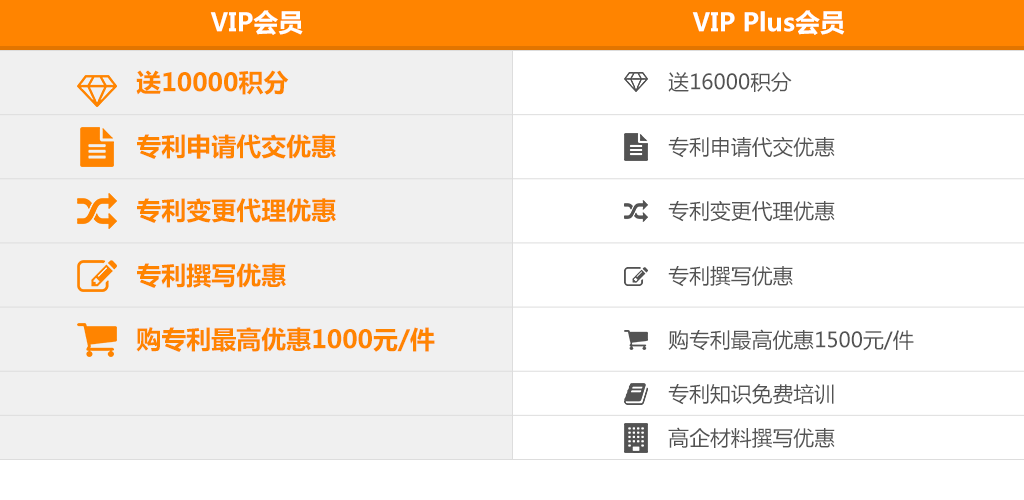 VIP会员
VIP Plus会员
送10000积分
送16000积分
专利申请代交优惠
专利申请代交优惠
专利变更代理优惠
专利变更代理优惠
专利撰写优惠
专利撰写优惠
购专利最高优惠1000元/件
购专利最高优惠1500元/件
专利知识免费培训
高企材料撰写优惠